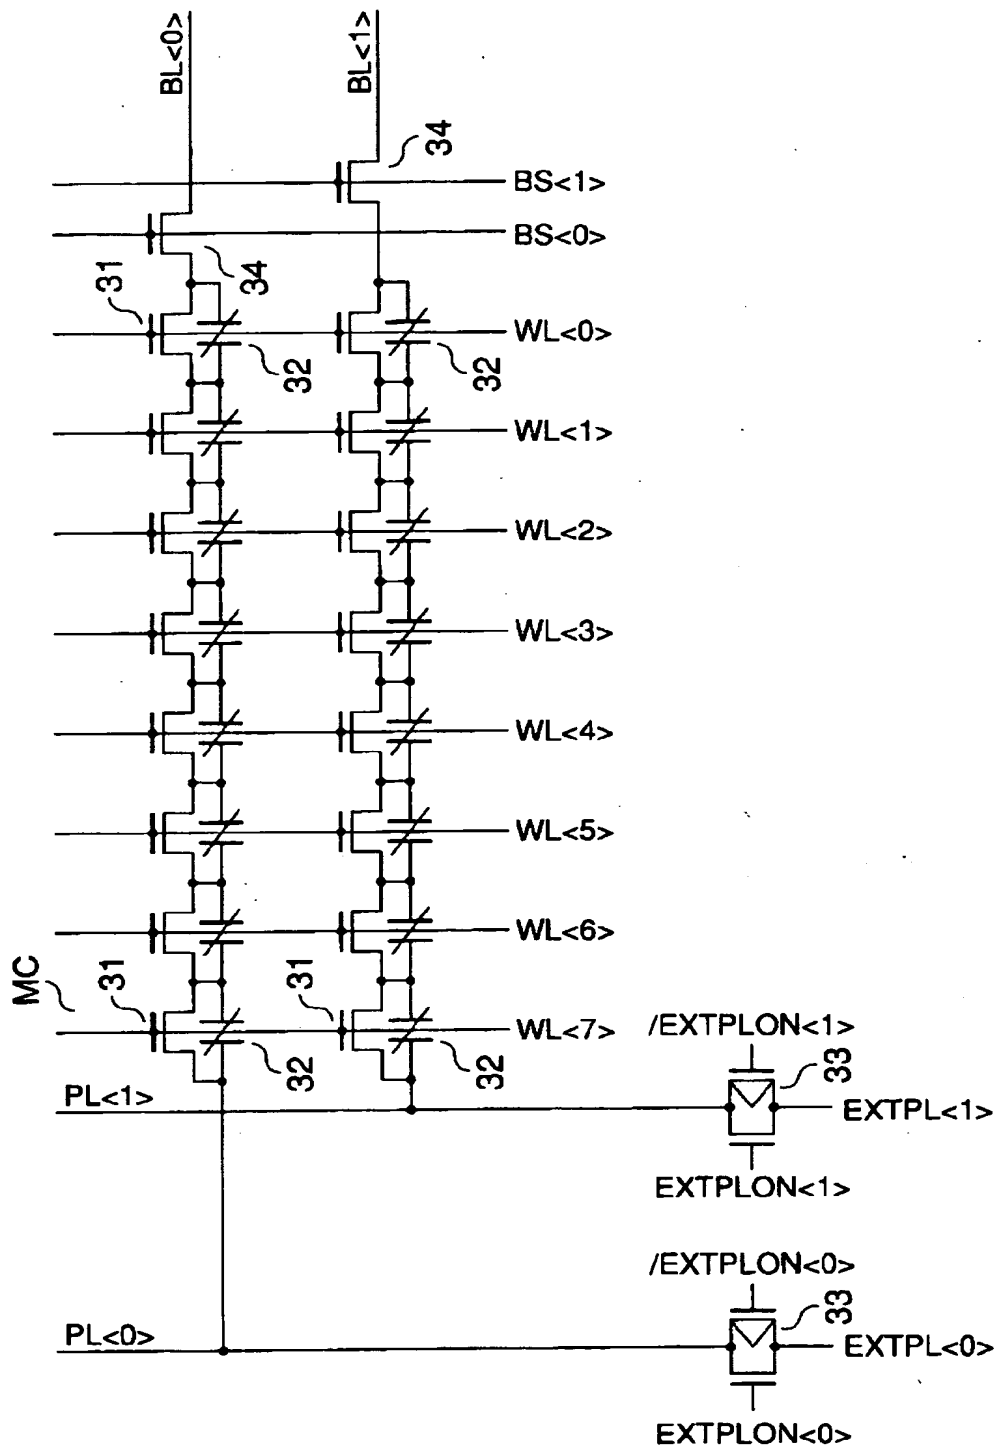 BL<0>
BL<1>
34
BS<1>
BS<0>
31
34
WL<0>
32
32
WL<1>
WL<2>
WL<3>
WL<4>
WL<5>
WL<6>
MC
31
31
WL<7>
32
32
/EXTPLON<1>
33
PL<1>
EXTPL<1>
EXTPLON<1>
/EXTPLON<0>
33
PL<0>
EXTPL<0>
EXTPLON<0>